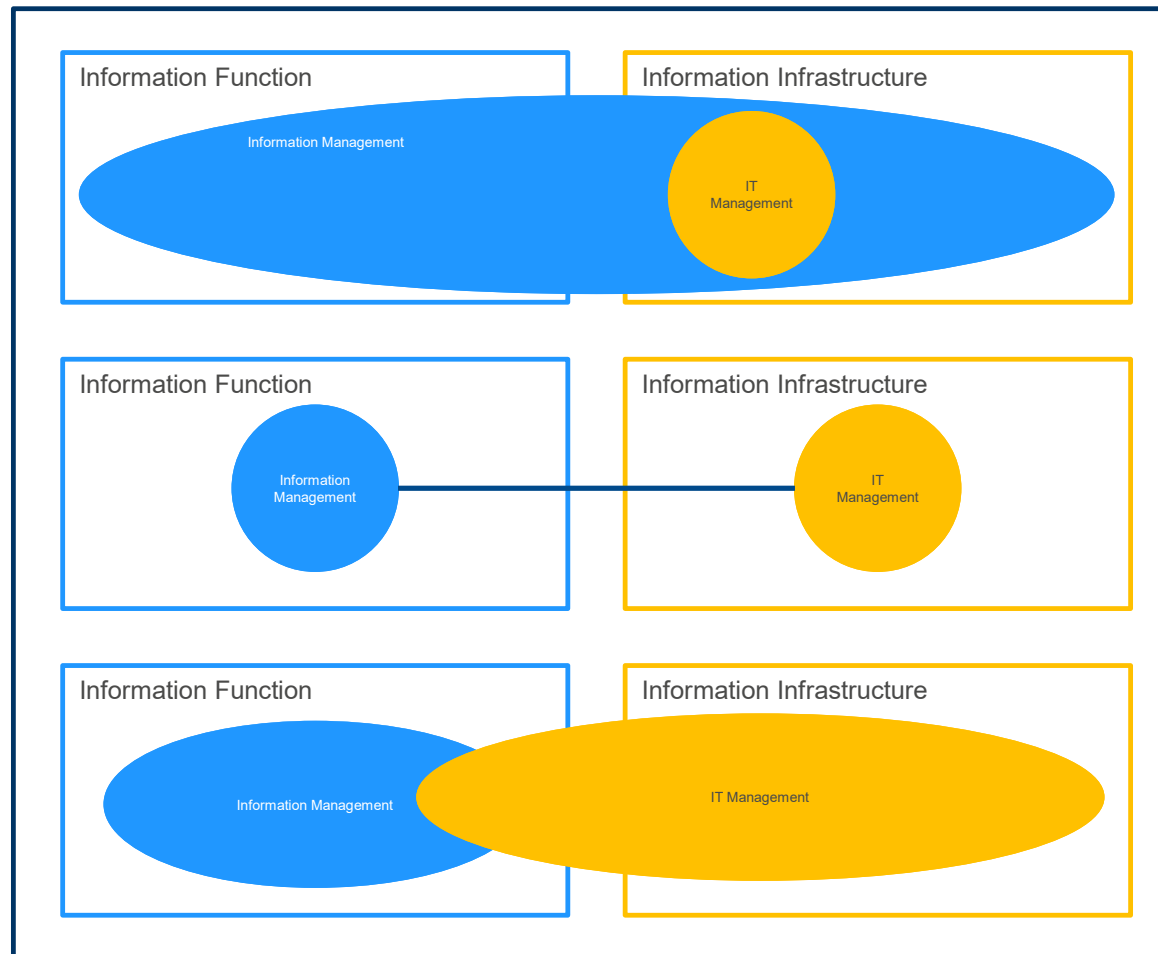 Information Function
Information Infrastructure
Information Management
IT
Management
Information Function
Information Infrastructure
Information
Management
IT
Management
Information Function
Information Infrastructure
Information Management
IT Management